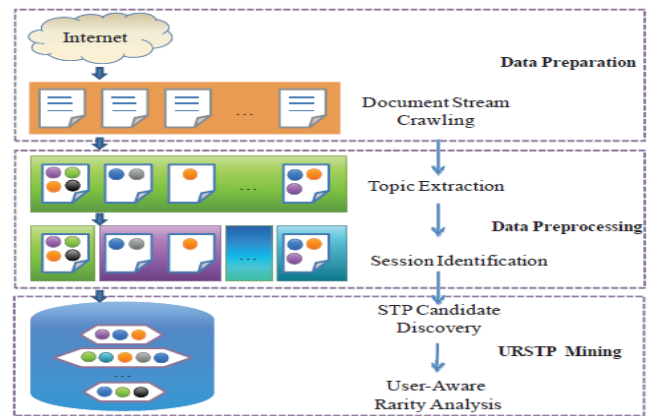 Internet
Data Preparation
Document Stream
Crawling
...
Topic Extraction
...
Data Preprocessing
Session Identification
...
STP Candidate
Discovery
URSTP Mining
...
User-Aware
Rarity Analysis